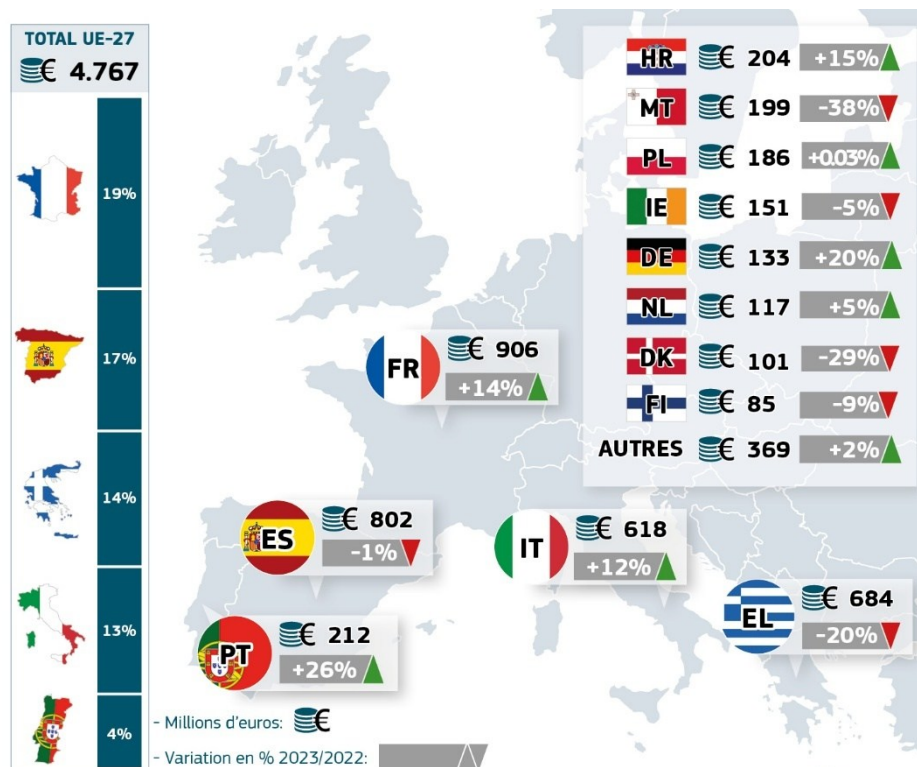 TOTAL UE-27
€ 4.767
19%
17%
14%
13%
4%
HR € 204 +15%
MT € 199 -38%
PL € 186 +0.03%
IE € 151 -5%
DE € 133 +20%
NL € 117 +5%
DK € 101 -29%
FI € 85 -9%
AUTRES € 369 +2%
FR € 906
+14%
ES € 802
-1%
IT € 618
+12%
EL € 684
-20%
PT € 212
+26%
- Millions d'euros: €
- Variation en % 2023/2022: